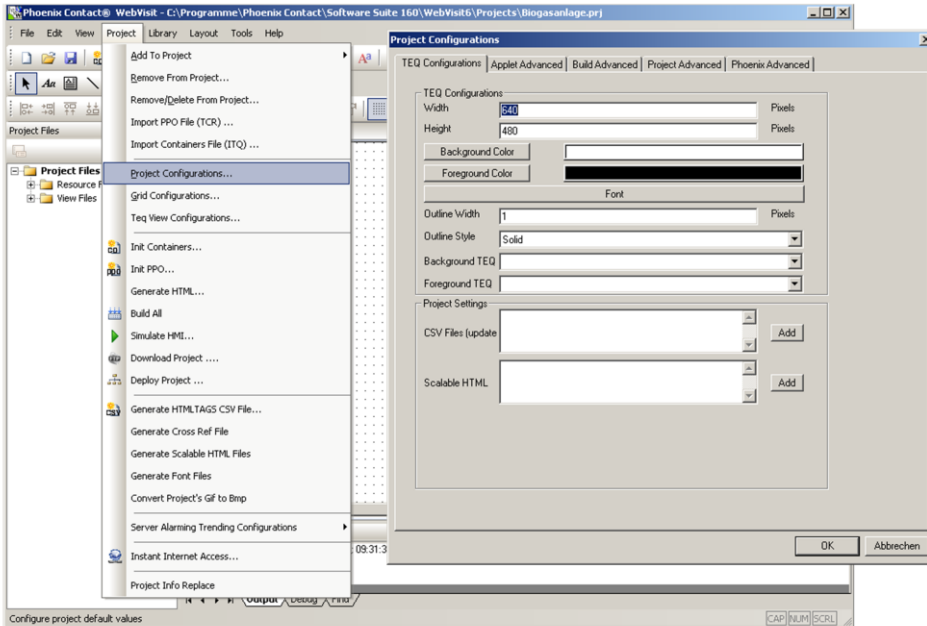 Phoenix Contact® WebVisit - C:\Programme\Phoenix Contact\Software Suite 160\WebVisit6\Projects\Biogasanlage.prj
File Edit View Project Library Layout Tools Help
Project Files
Project Files
Resource F
View Files
Add To Project
Remove From Project...
Remove/Delete From Project...
Import PPO File (TCR) ...
Import Containers File (ITQ) ...
Project Configurations...
Grid Configurations...
Teq View Configurations...
Init Containers...
Init PPO...
Generate HTML...
Build All
Simulate HMI...
Download Project ....
Deploy Project ...
Generate HTMLTAGS CSV File...
Generate Cross Ref File
Generate Scalable HTML Files
Generate Font Files
Convert Project's Gif to Bmp
Server Alarming Trending Configurations
Instant Internet Access...
Project Info Replace
Project Configurations
TEQ Configurations Applet Advanced Build Advanced Project Advanced Phoenix Advanced
TEQ Configurations
Width 640 Pixels
Height 480 Pixels
Background Color
Foreground Color
Font
Outline Width 1 Pixels
Outline Style Solid
Background TEQ
Foreground TEQ
Project Settings
CSV Files (update Add
Scalable HTML Add
OK Abbrechen
09:31:3
Output Debug Find
Configure project default values CAP NUM SCRL